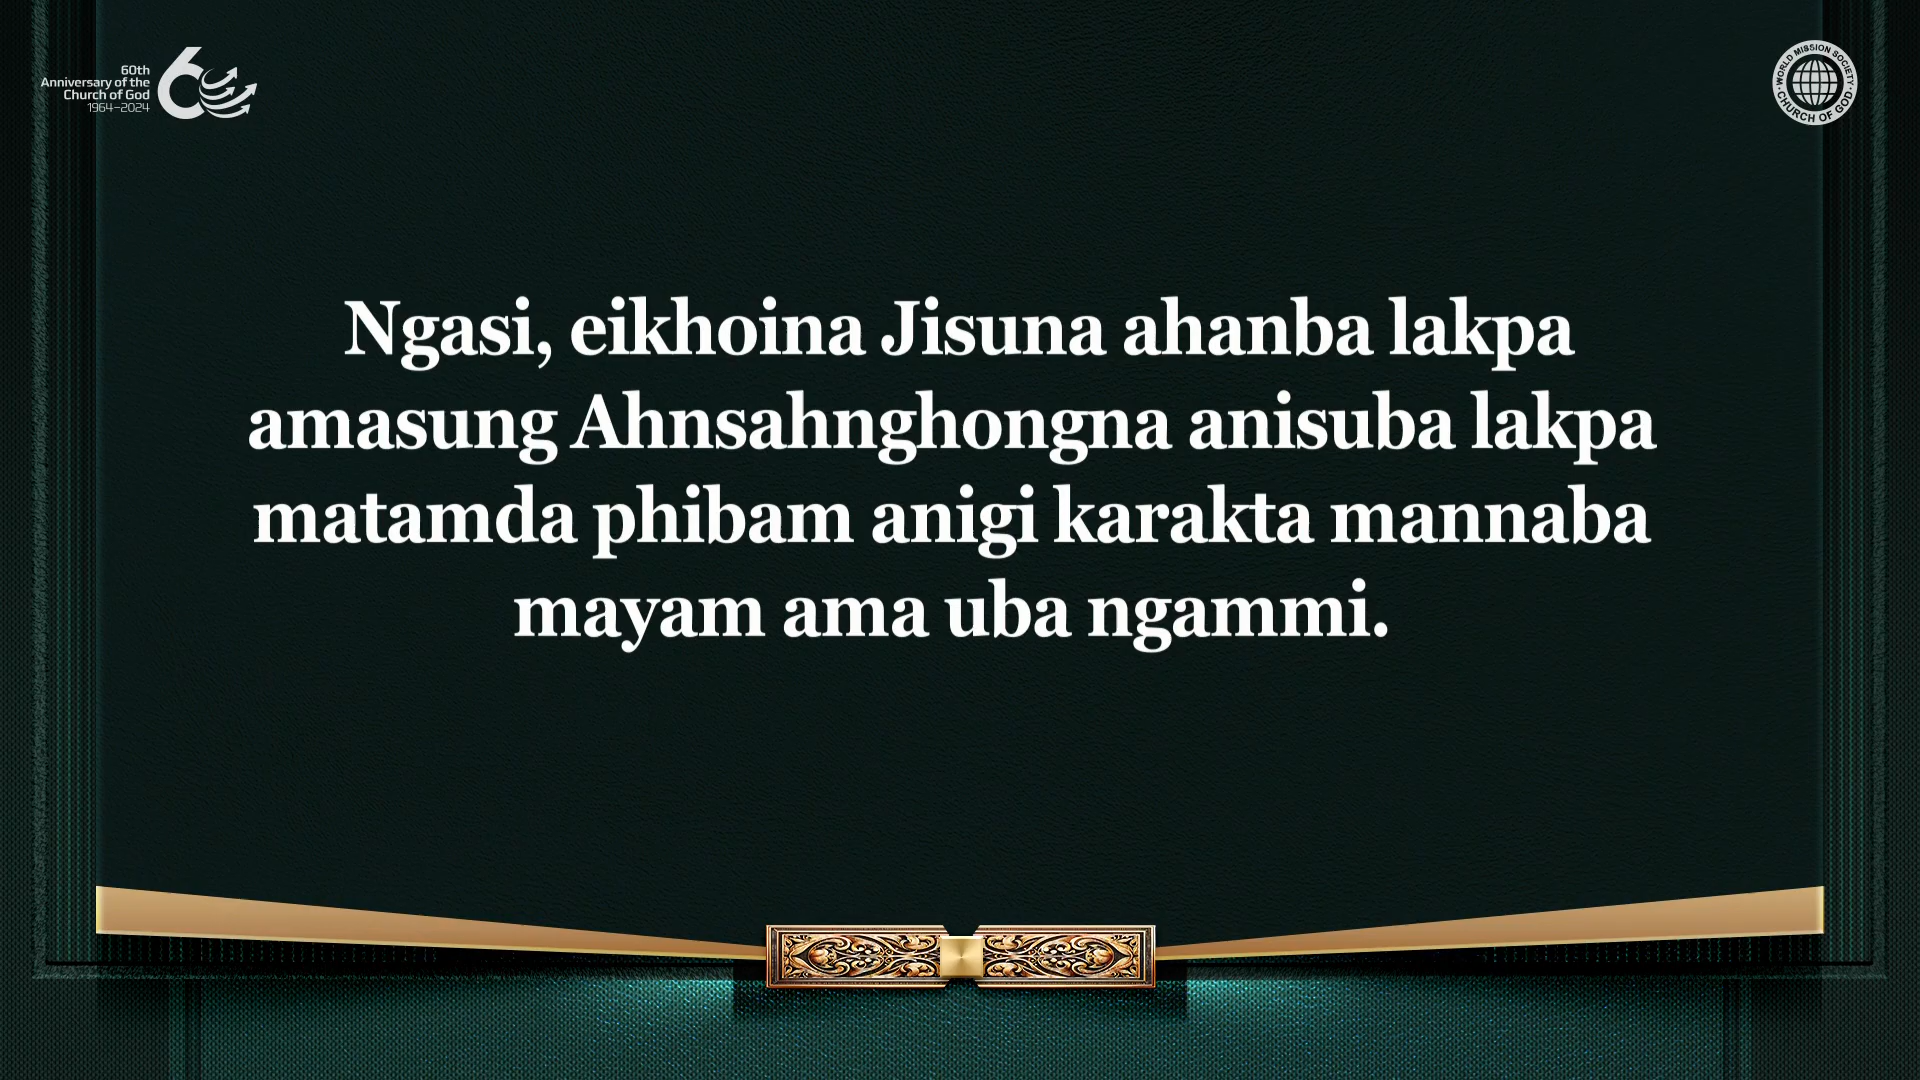 60th
Anniversary of the
Church of God
1964–2024
WORLD MISSION SOCIETY
CHURCH OF GOD
Ngasi, eikhoina Jisuna ahanba lakpa
amasung Ahnsahnghongna anisuba lakpa
matamda phibam anigi karakta mannaba
mayam ama uba ngammi.